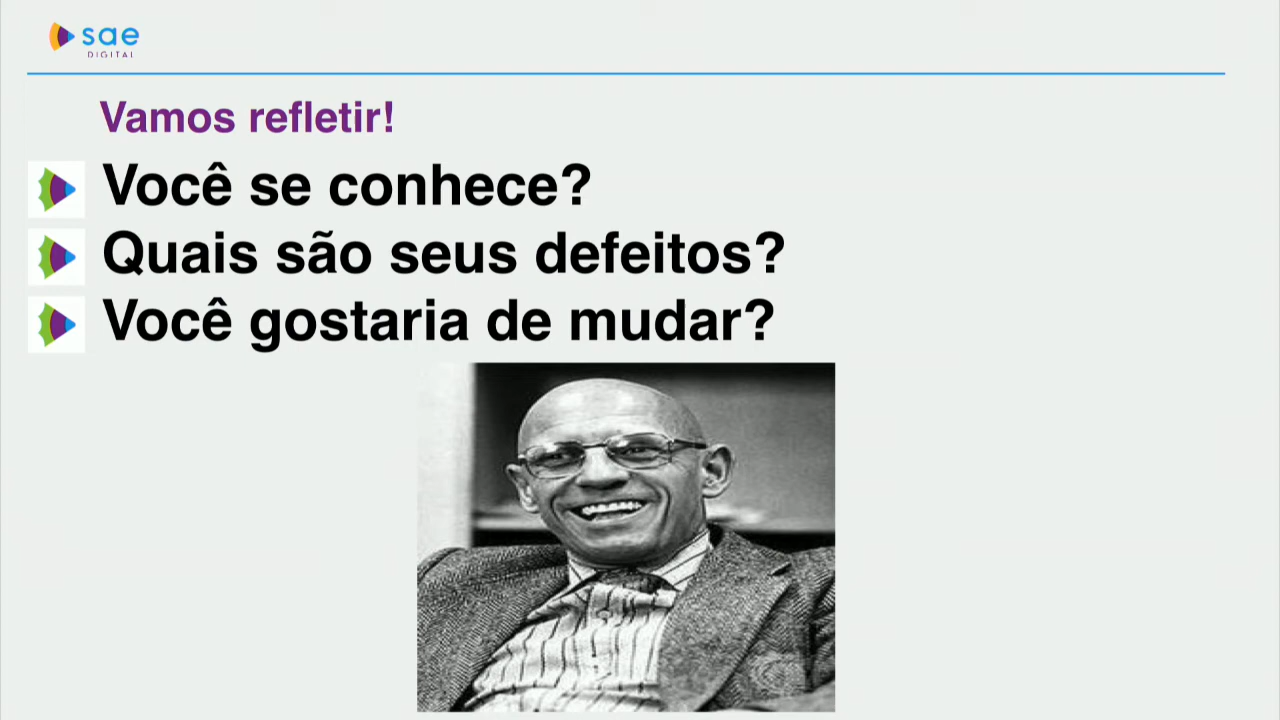 sae
DIGITAL
Vamos refletir!
Você se conhece?
Quais são seus defeitos?
Você gostaria de mudar?